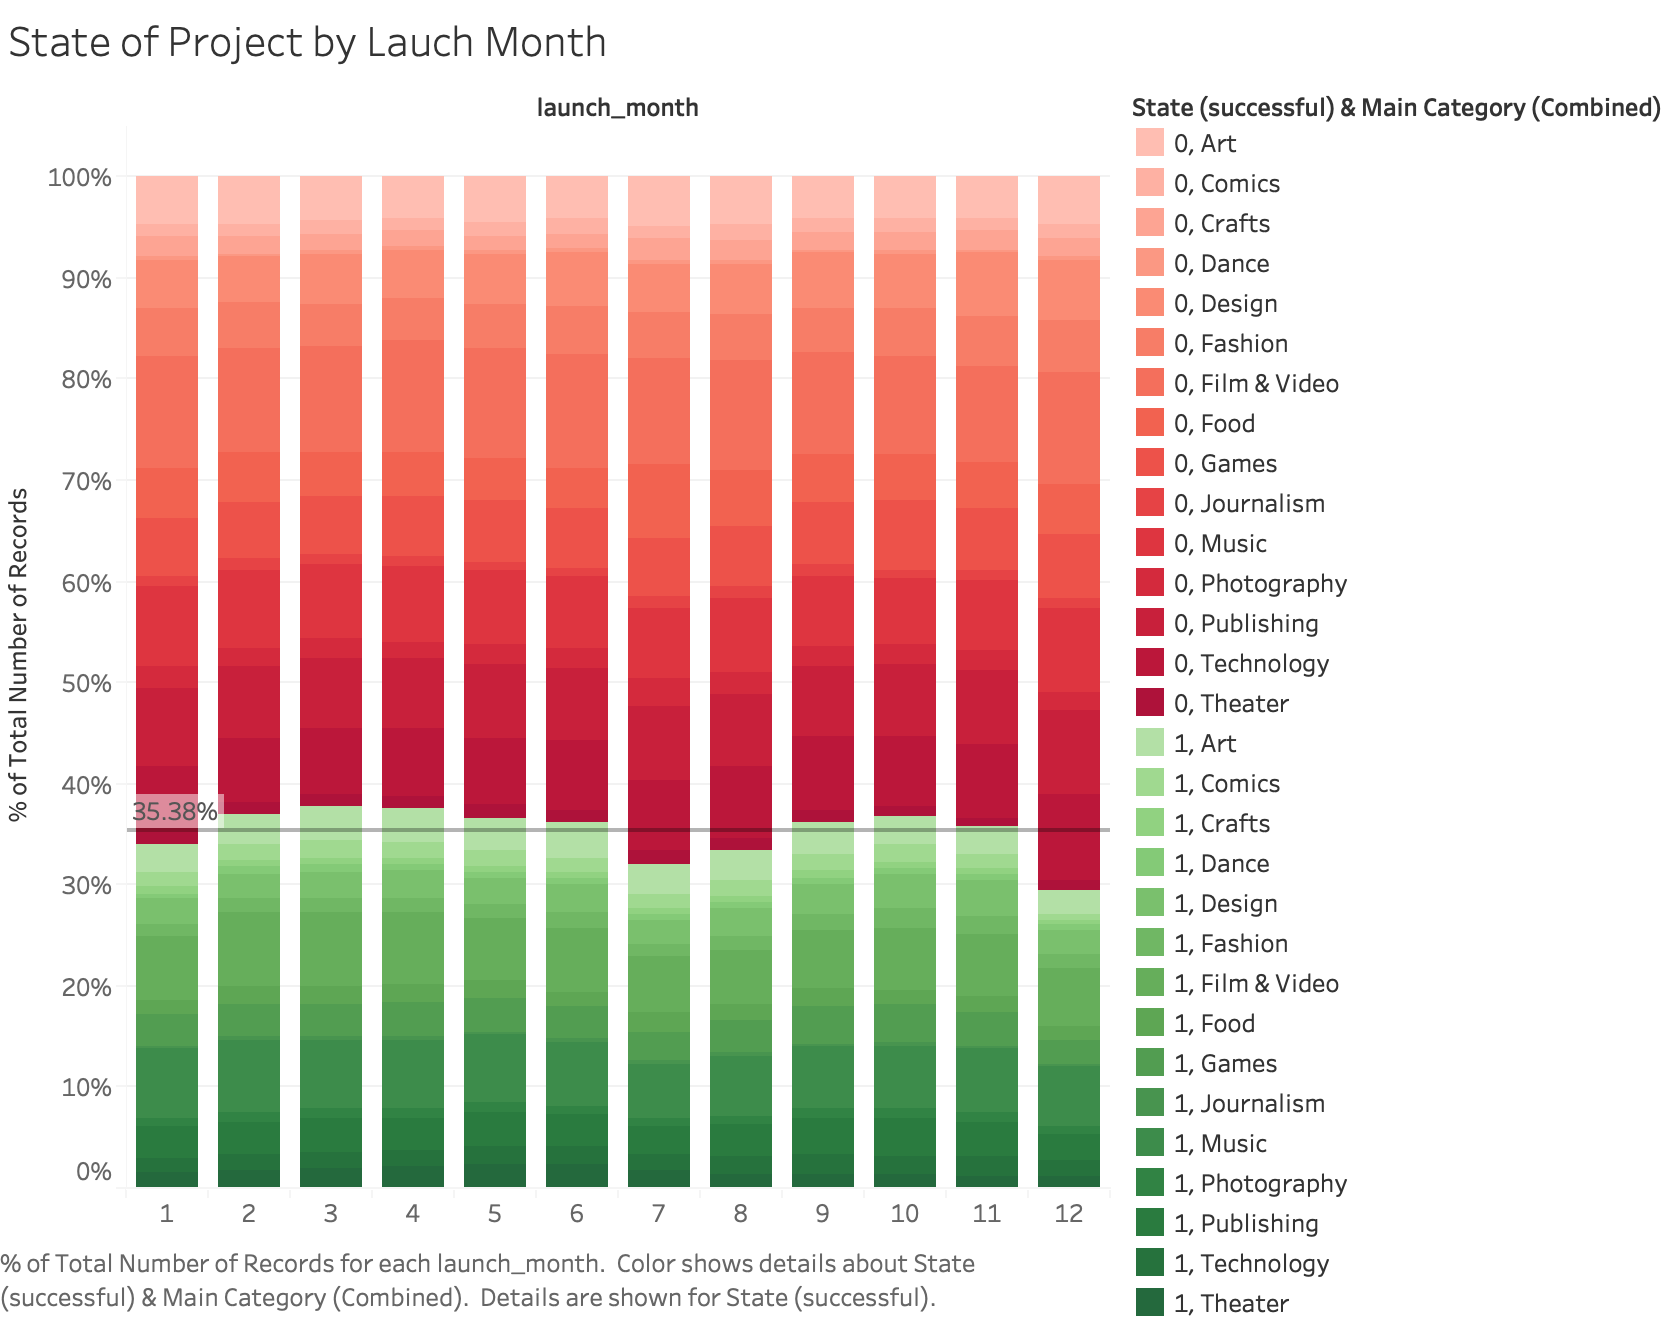 State of Project by Lauch Month
launch_month
State (successful) & Main Category (Combined)
0, Art
0, Comics
0, Crafts
0, Dance
0, Design
0, Fashion
0, Film & Video
0, Food
0, Games
0, Journalism
0, Music
0, Photography
0, Publishing
0, Technology
0, Theater
1, Art
1, Comics
1, Crafts
1, Dance
1, Design
1, Fashion
1, Film & Video
1, Food
1, Games
1, Journalism
1, Music
1, Photography
1, Publishing
1, Technology
1, Theater
% of Total Number of Records
100%
90%
80%
70%
60%
50%
40%
35.38%
30%
20%
10%
0%
1 2 3 4 5 6 7 8 9 10 11 12
% of Total Number of Records for each launch_month.  Color shows details about State
(successful) & Main Category (Combined).  Details are shown for State (successful).